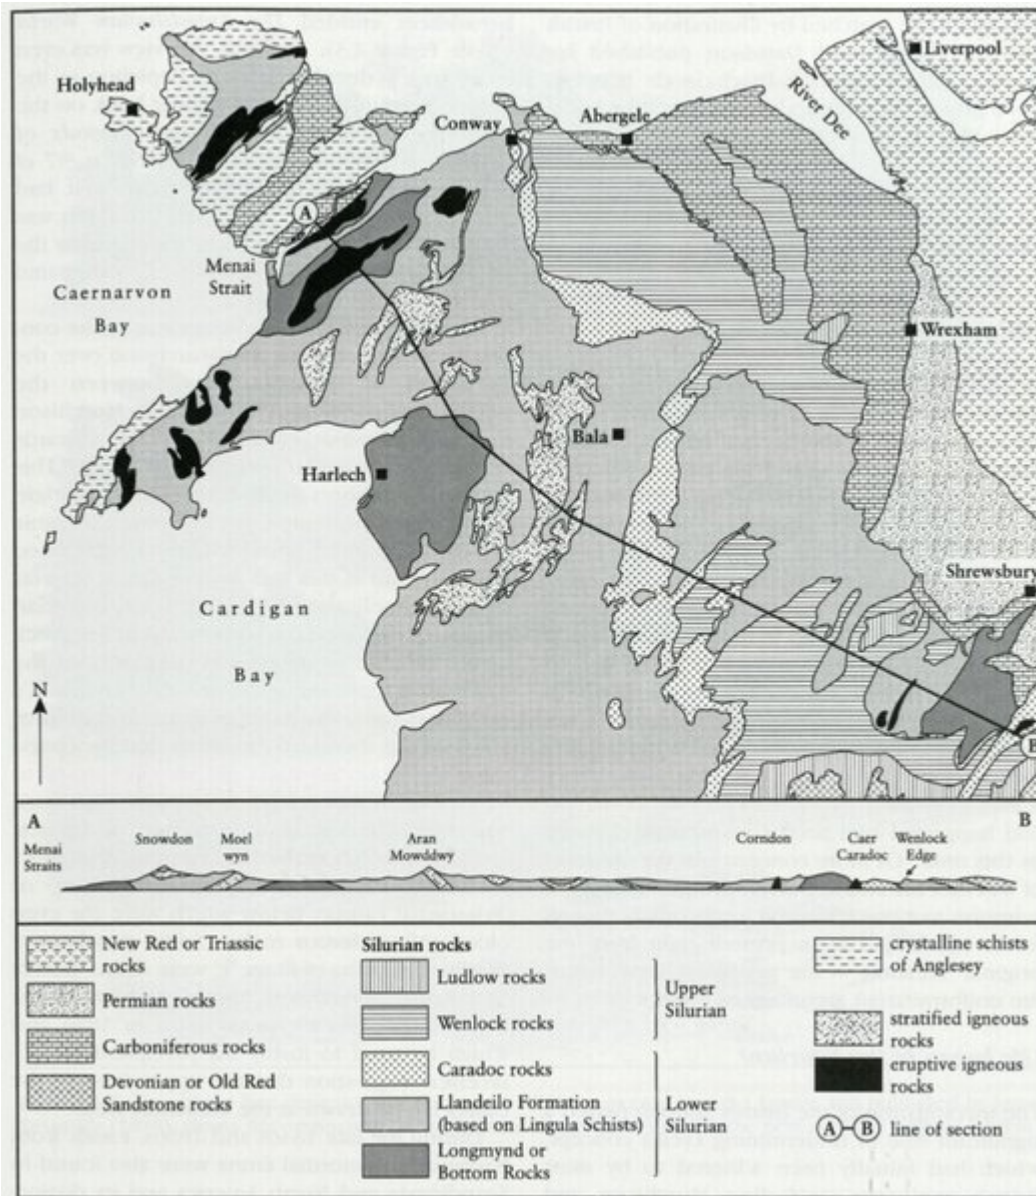 Liverpool
Holyhead
River Dee
Conway
Abergele
A
Menai
Strait
Caernarvon
Bay
Wrexham
Bala
Harlech
Shrewsbury
Cardigan
Bay
N
B
A
B
Menai
Straits
Snowdon
Moel
wyn
Aran
Mowddwy
Corndon
Caer
Caradoc
Wenlock
Edge
New Red or Triassic
rocks
Permian rocks
Carboniferous rocks
Devonian or Old Red
Sandstone rocks
Silurian rocks
Ludlow rocks
Wenlock rocks
Upper
Silurian
Caradoc rocks
Llandeilo Formation
(based on Lingula Schists)
Longmynd or
Bottom Rocks
Lower
Silurian
crystalline schists
of Anglesey
stratified igneous
rocks
eruptive igneous
rocks
A–B line of section